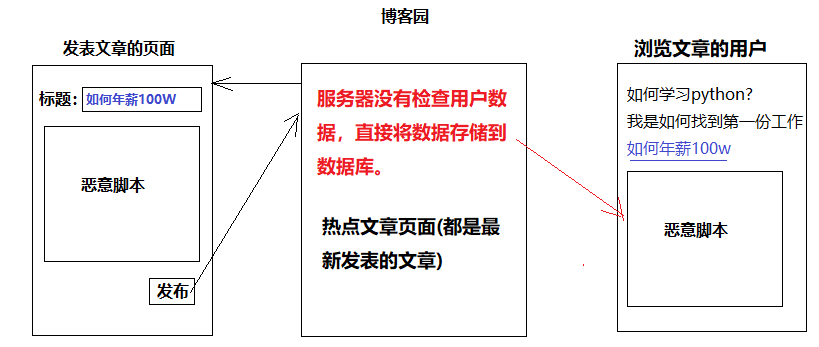 博客园
发表文章的页面
标题:
如何年薪100W
恶意脚本
发布
服务器没有检查用户数
据，直接将数据存储到
数据库。
热点文章页面(都是最
新发表的文章)
浏览文章的用户
如何学习python?
我是如何找到第一份工作
如何年薪100w
恶意脚本